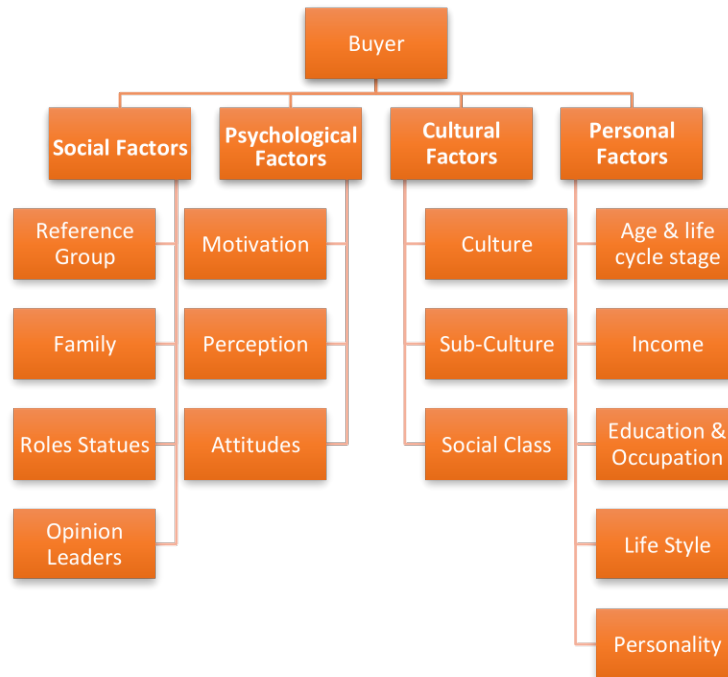 Buyer
Social Factors
Psychological
Factors
Cultural
Factors
Personal
Factors
Reference
Group
Family
Roles Statues
Opinion
Leaders
Motivation
Perception
Attitudes
Culture
Sub-Culture
Social Class
Age & life
cycle stage
Income
Education &
Occupation
Life Style
Personality